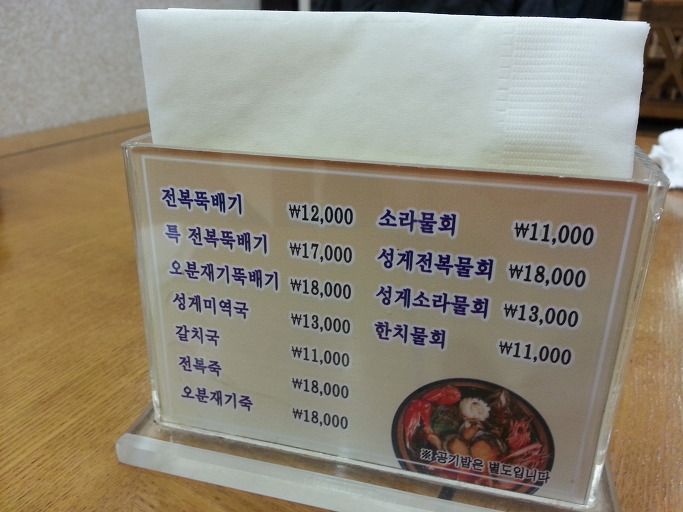 전복뚝배기 ₩12,000
특 전복뚝배기 ₩17,000
오분재기뚝배기 ₩18,000
성게미역국 ₩13,000
갈치국 ₩11,000
전복죽 ₩18,000
오분재기죽 ₩18,000
소라물회 ₩11,000
성게전복물회 ₩18,000
성게소라물회 ₩13,000
한치물회 ₩11,000
※ 공기밥은 별도입니다